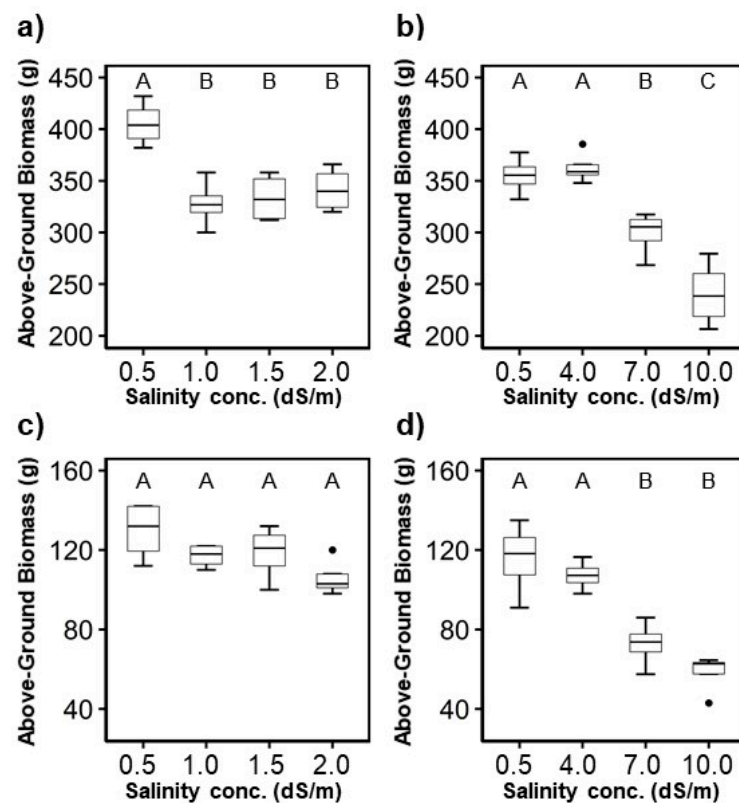 a)
Above-Ground Biomass (g)
450
400
350
300
250
200
A B B B
0.5 1.0 1.5 2.0
Salinity conc. (dS/m)
b)
Above-Ground Biomass (g)
450
400
350
300
250
200
A A B C
0.5 4.0 7.0 10.0
Salinity conc. (dS/m)
c)
Above-Ground Biomass (g)
160
120
80
40
A A A A
0.5 1.0 1.5 2.0
Salinity conc. (dS/m)
d)
Above-Ground Biomass (g)
160
120
80
40
A A B B
0.5 4.0 7.0 10.0
Salinity conc. (dS/m)